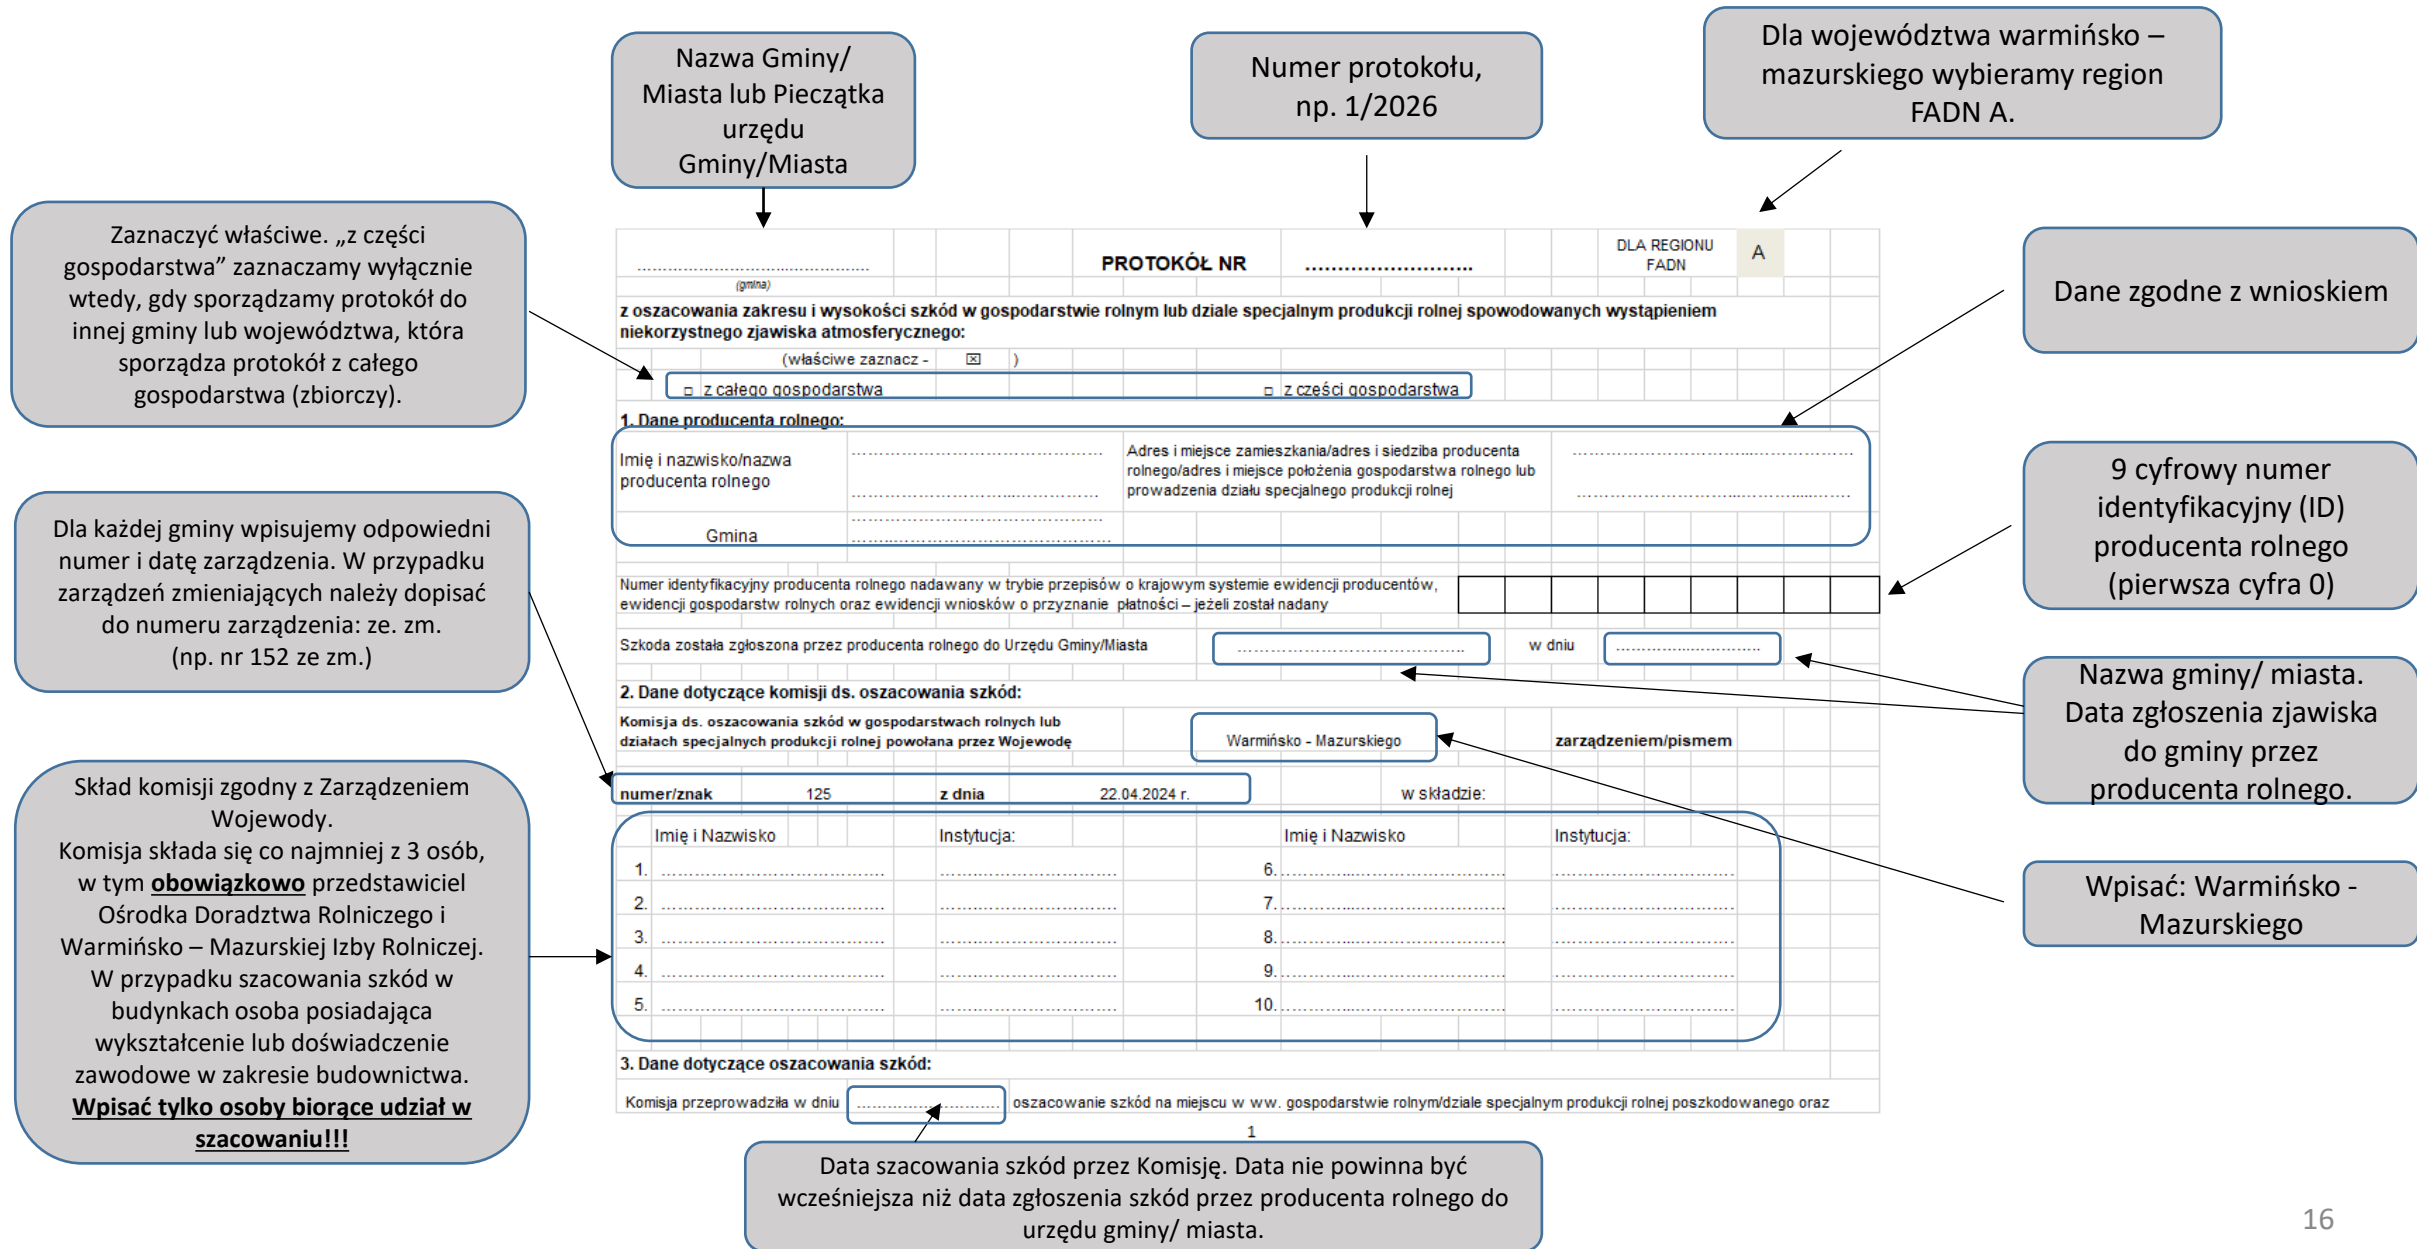 Nazwa Gminy/
Miasta lub Pieczątka
urzędu
Gminy/Miasta
Numer protokołu,
np. 1/2026
Dla województwa warmińsko –
mazurskiego wybieramy region
FADN A.
Zaznaczyć właściwe. „z części
gospodarstwa” zaznaczamy wyłącznie
wtedy, gdy sporządzamy protokół do
innej gminy lub województwa, która
sporządza protokół z całego
gospodarstwa (zbiorczy).
Dla każdej gminy wpisujemy odpowiedni
numer i datę zarządzenia. W przypadku
zarządzeń zmieniających należy dopisać
do numeru zarządzenia: ze. zm.
(np. nr 152 ze zm.)
Skład komisji zgodny z Zarządzeniem
Wojewody.
Komisja składa się co najmniej z 3 osób,
w tym obowiązkowo przedstawiciel
Ośrodka Doradztwa Rolniczego i
Warmińsko – Mazurskiej Izby Rolniczej.
W przypadku szacowania szkód w
budynkach osoba posiadająca
wykształcenie lub doświadczenie
zawodowe w zakresie budownictwa.
Wpisać tylko osoby biorące udział w
szacowaniu!!!
........................................ PROTOKÓŁ NR ........................... DLA REGIONU
FADN A
(gmina)
z oszacowania zakresu i wysokości szkód w gospodarstwie rolnym lub dziale specjalnym produkcji rolnej spowodowanych wystąpieniem
niekorzystnego zjawiska atmosferycznego:
(właściwe zaznacz - ☒ )
□ z całego gospodarstwa □ z części gospodarstwa
1. Dane producenta rolnego:
Imię i nazwisko/nazwa
producenta rolnego
........................................
........................................
Adres i miejsce zamieszkania/adres i siedziba producenta
rolnego/adres i miejsce położenia gospodarstwa rolnego lub
prowadzenia działu specjalnego produkcji rolnej
........................................
........................................
Gmina
........................................
........................................
Numer identyfikacyjny producenta rolnego nadawany w trybie przepisów o krajowym systemie ewidencji producentów,
ewidencji gospodarstw rolnych oraz ewidencji wniosków o przyznanie płatności – jeżeli został nadany
Szkoda została zgłoszona przez producenta rolnego do Urzędu Gminy/Miasta ........................................ w dniu ...........................
2. Dane dotyczące komisji ds. oszacowania szkód:
Komisja ds. oszacowania szkód w gospodarstwach rolnych lub
działach specjalnych produkcji rolnej powołana przez Wojewodę Warmińsko - Mazurskiego zarządzeniem/pismem
numer/znak 125 z dnia 22.04.2024 r. w składzie:
Imię i Nazwisko Instytucja: Imię i Nazwisko Instytucja:
1. ........................................ ........................... 6. ........................................ ...........................
2. ........................................ ........................... 7. ........................................ ...........................
3. ........................................ ........................... 8. ........................................ ...........................
4. ........................................ ........................... 9. ........................................ ...........................
5. ........................................ ........................... 10. ........................................ ...........................
3. Dane dotyczące oszacowania szkód:
Komisja przeprowadziła w dniu ........................... oszacowanie szkód na miejscu w ww. gospodarstwie rolnym/dziale specjalnym produkcji rolnej poszkodowanego oraz
1
Dane zgodne z wnioskiem
9 cyfrowy numer
identyfikacyjny (ID)
producenta rolnego
(pierwsza cyfra 0)
Nazwa gminy/ miasta.
Data zgłoszenia zjawiska
do gminy przez
producenta rolnego.
Wpisać: Warmińsko -
Mazurskiego
Data szacowania szkód przez Komisję. Data nie powinna być
wcześniejsza niż data zgłoszenia szkód przez producenta rolnego do
urzędu gminy/ miasta.
16